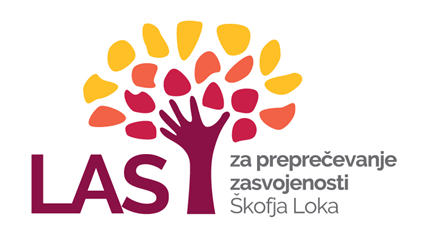 LAS
za preprečevanje
zasvojenosti
Škofja Loka